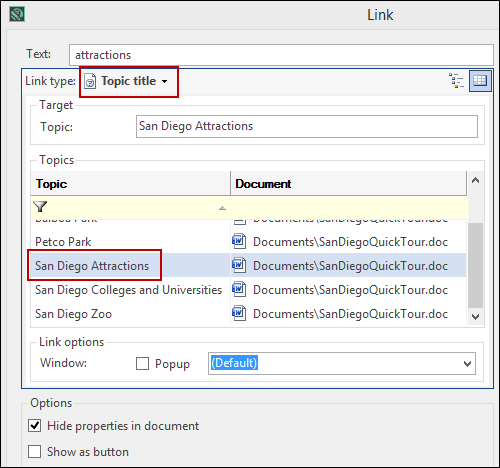 Link
Text: attractions
Link type: Topic title
Target
Topic: San Diego Attractions
Topics
Topic Document
Balboa Park Documents\SanDiegoQuickTour.doc
Petco Park Documents\SanDiegoQuickTour.doc
San Diego Attractions Documents\SanDiegoQuickTour.doc
San Diego Colleges and Universities Documents\SanDiegoQuickTour.doc
San Diego Zoo Documents\SanDiegoQuickTour.doc
Link options
Window: Popup (Default)
Options
Hide properties in document
Show as button